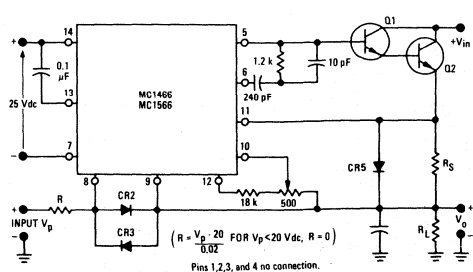 Q1
+Vin
Q2
14
5
+
0.1
µF
1.2 k
10 pF
6
240 pF
25 Vdc
13
MC1466
MC1566
11
7
10
–
8
9
12
CR2
CR3
CR5
RS
18 k
500
+
R
INPUT Vp
–
+
Vo
RL
–
( R = Vp · 20 / 0.02 FOR Vp < 20 Vdc, R = 0 )
Pins 1,2,3, and 4 no connection.